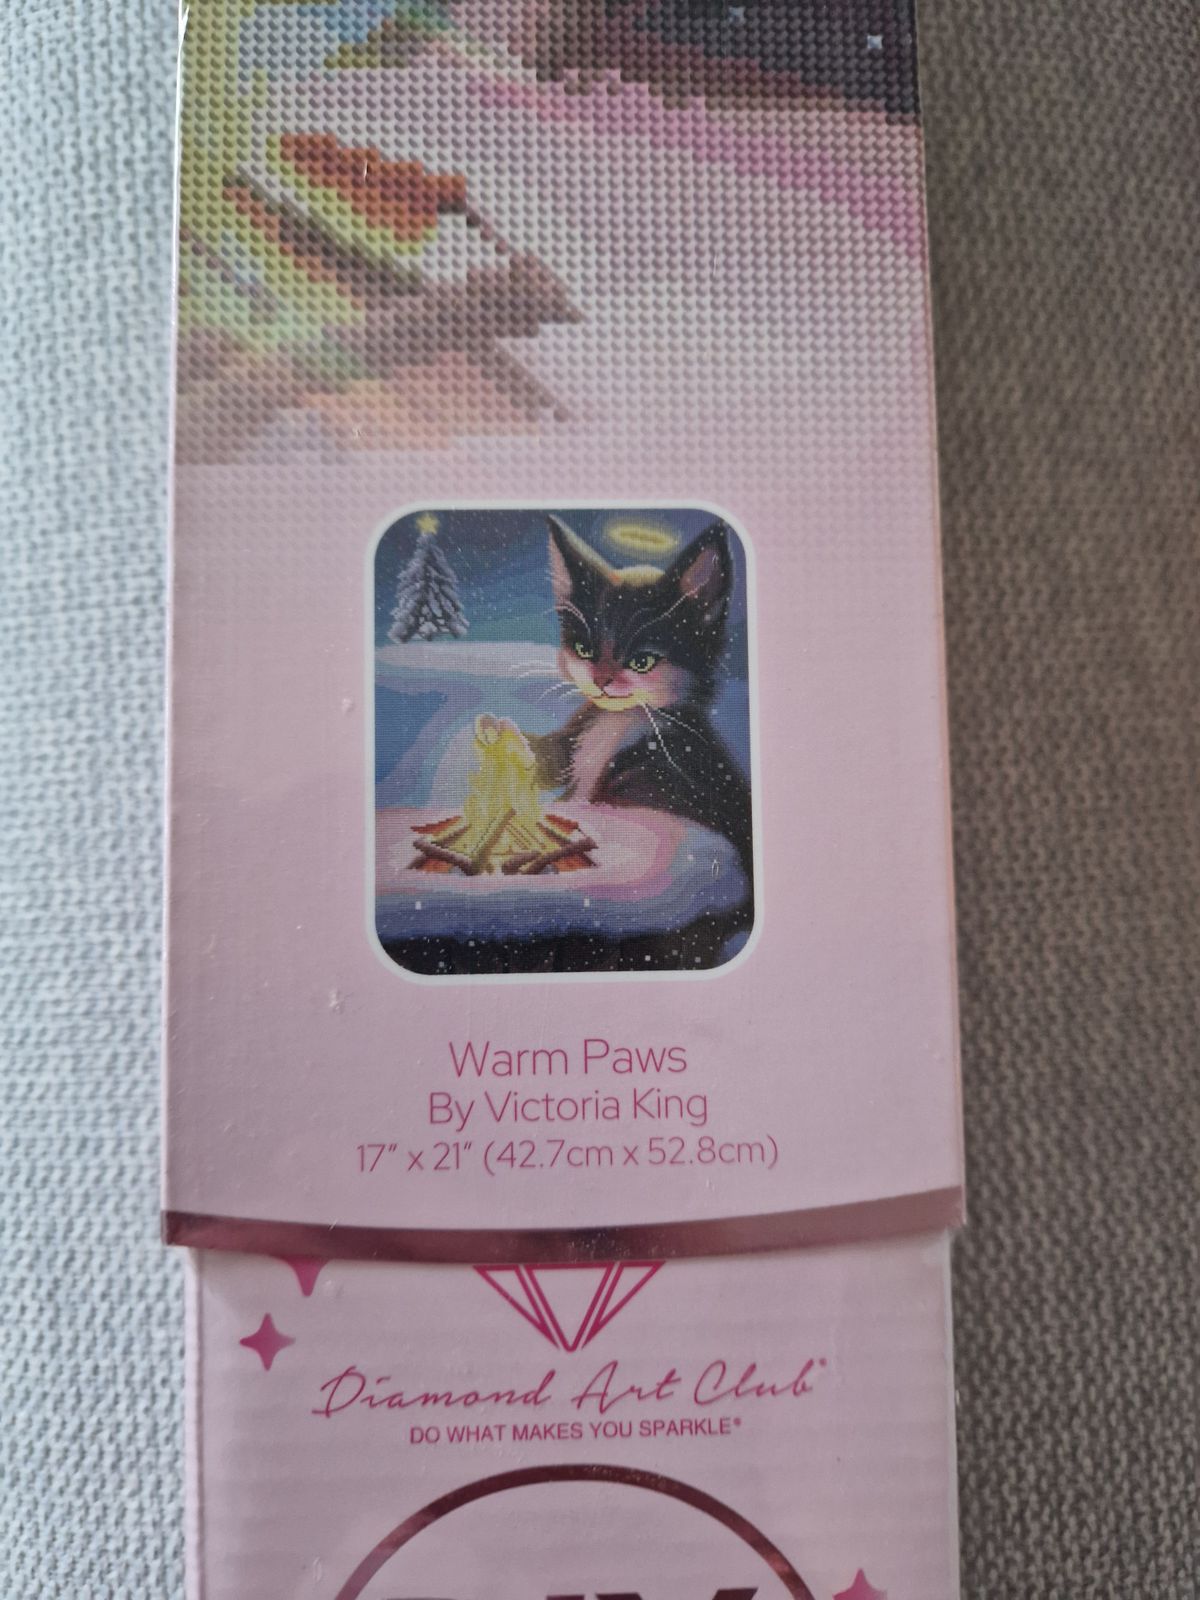 Warm Paws
By Victoria King
17" x 21" (42.7cm x 52.8cm)
Diamond Art Club®
DO WHAT MAKES YOU SPARKLE®